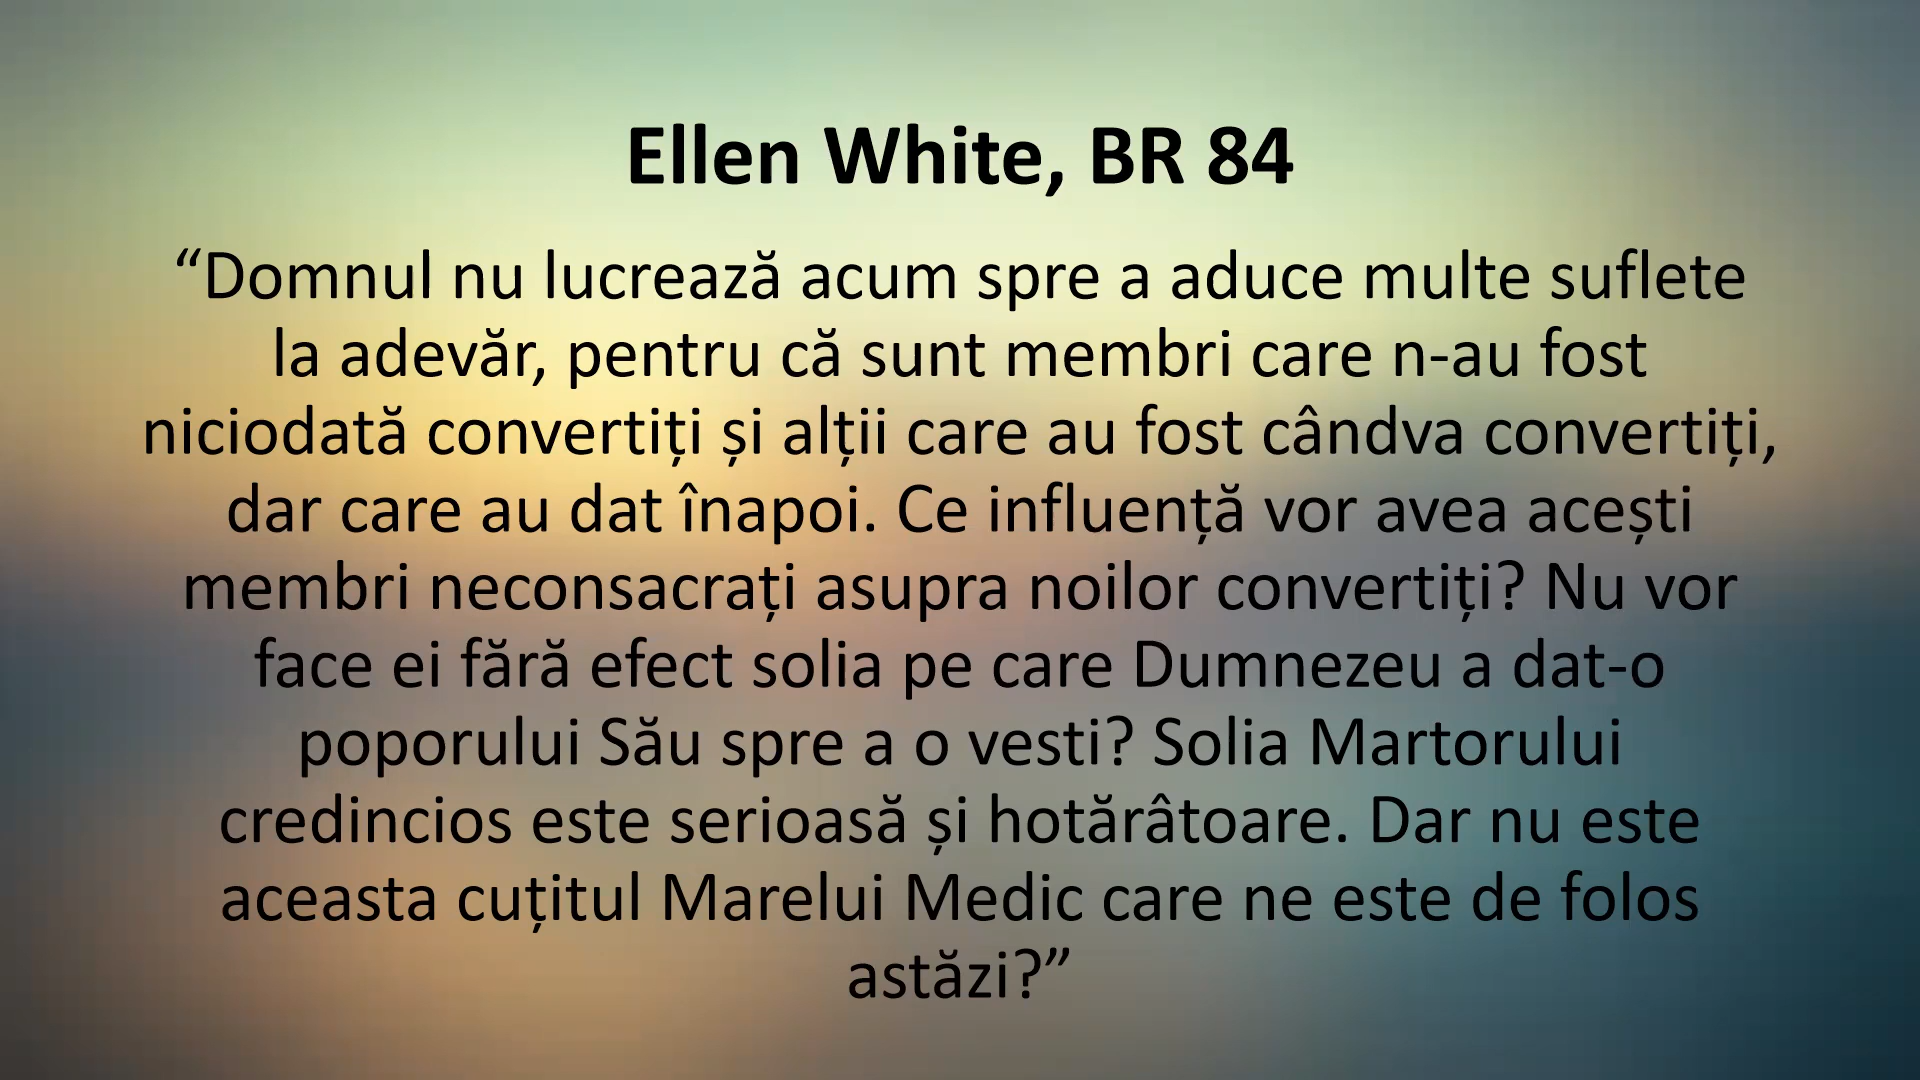 Ellen White, BR 84
“Domnul nu lucrează acum spre a aduce multe suflete
la adevăr, pentru că sunt membri care n-au fost
niciodată convertiți și alții care au fost cândva convertiți,
dar care au dat înapoi. Ce influență vor avea acești
membri neconsacrați asupra noilor convertiți? Nu vor
face ei fără efect solia pe care Dumnezeu a dat-o
poporului Său spre a o vesti? Solia Martorului
credincios este serioasă și hotărâtoare. Dar nu este
aceasta cuțitul Marelui Medic care ne este de folos
astăzi?”